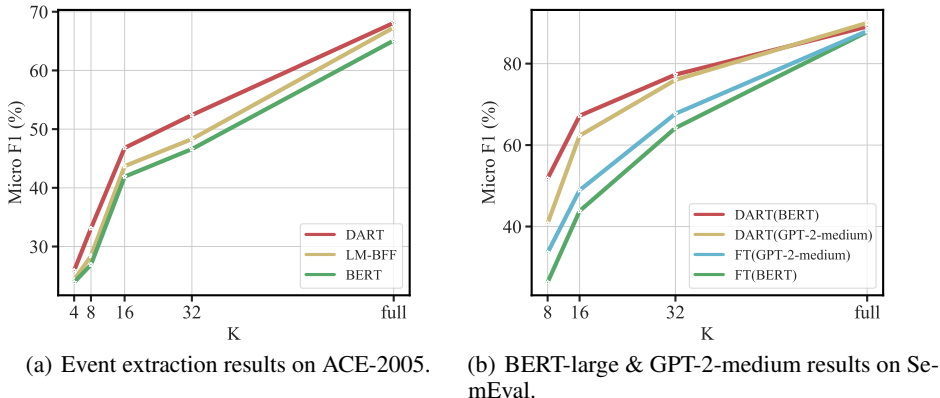 70
60
50
40
30
Micro F1 (%)
DART
LM-BFF
BERT
4 8 16 32 full
K
(a) Event extraction results on ACE-2005.
80
60
40
Micro F1 (%)
DART(BERT)
DART(GPT-2-medium)
FT(GPT-2-medium)
FT(BERT)
8 16 32 full
K
(b) BERT-large & GPT-2-medium results on Se-
mEval.